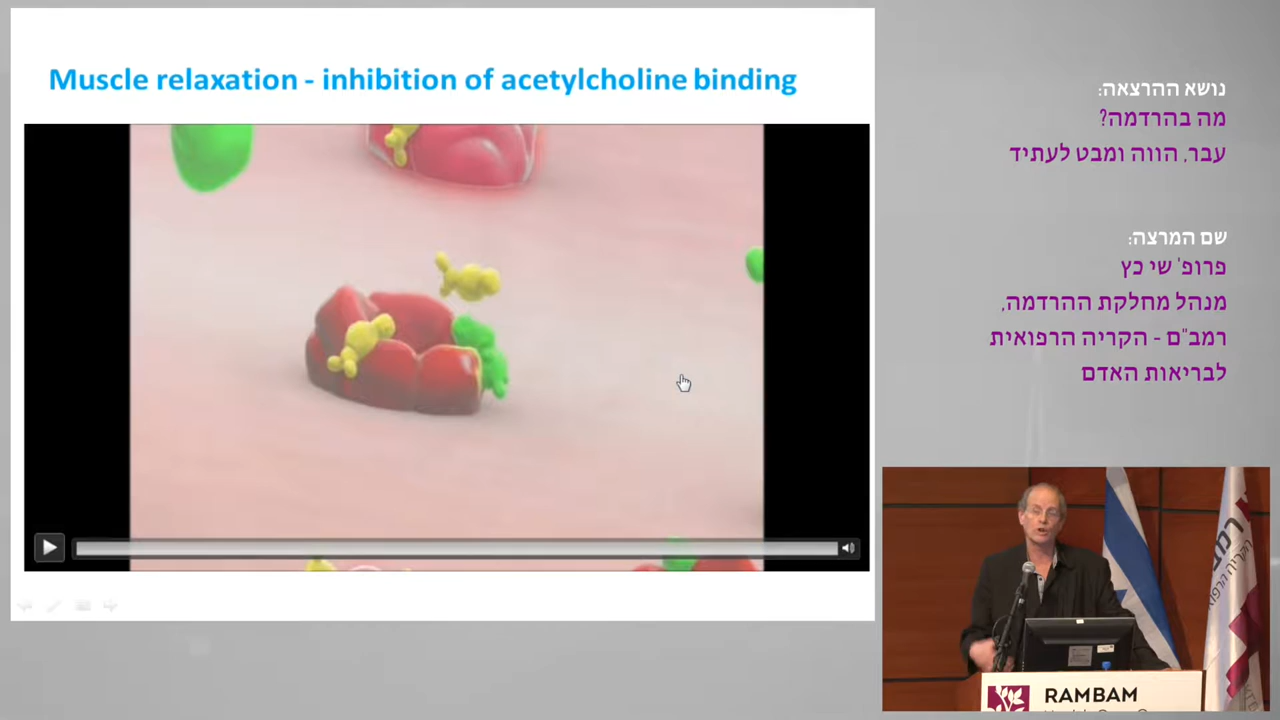 Muscle relaxation - inhibition of acetylcholine binding
נושא ההרצאה:
מה בהרדמה?
עבר, הווה ומבט לעתיד
שם המרצה:
פרופ' שי כץ
מנהל מחלקת ההרדמה,
רמב"ם - הקריה הרפואית
לבריאות האדם
RAMBAM